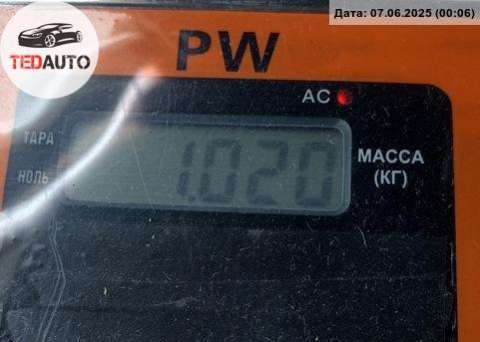 Дата: 07.06.2025 (00:06)
TEDAUTO
PW
AC
ТАРА
НОЛЬ
1.020
МАССА
(КГ)